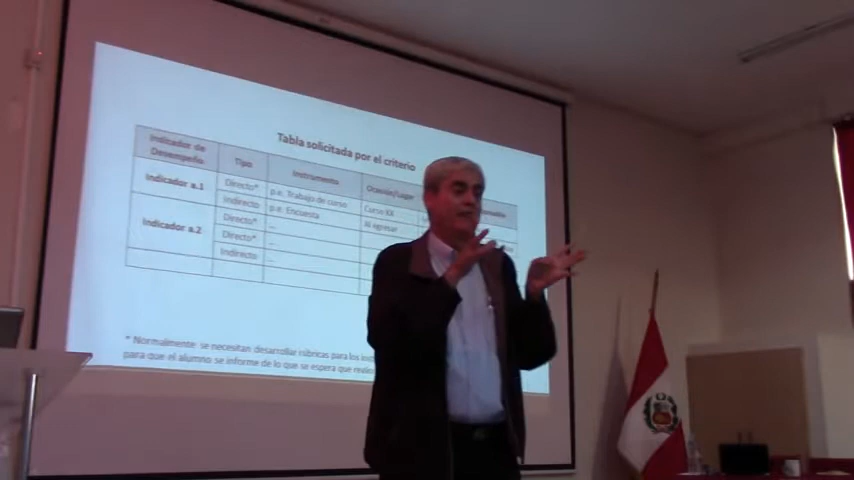 Tabla solicitada por el criterio
Indicador de Desempeño Tipo Instrumento Ocasión/Lugar
Indicador a.1 Directo* p.e. Trabajo de curso Curso XX
Indirecto p.e. Encuesta Al egresar
Indicador a.2 Directo* ...
Directo* ...
Indirecto ...
* Normalmente se necesitan desarrollar rúbricas para los
para que el alumno se informe de lo que se espera que